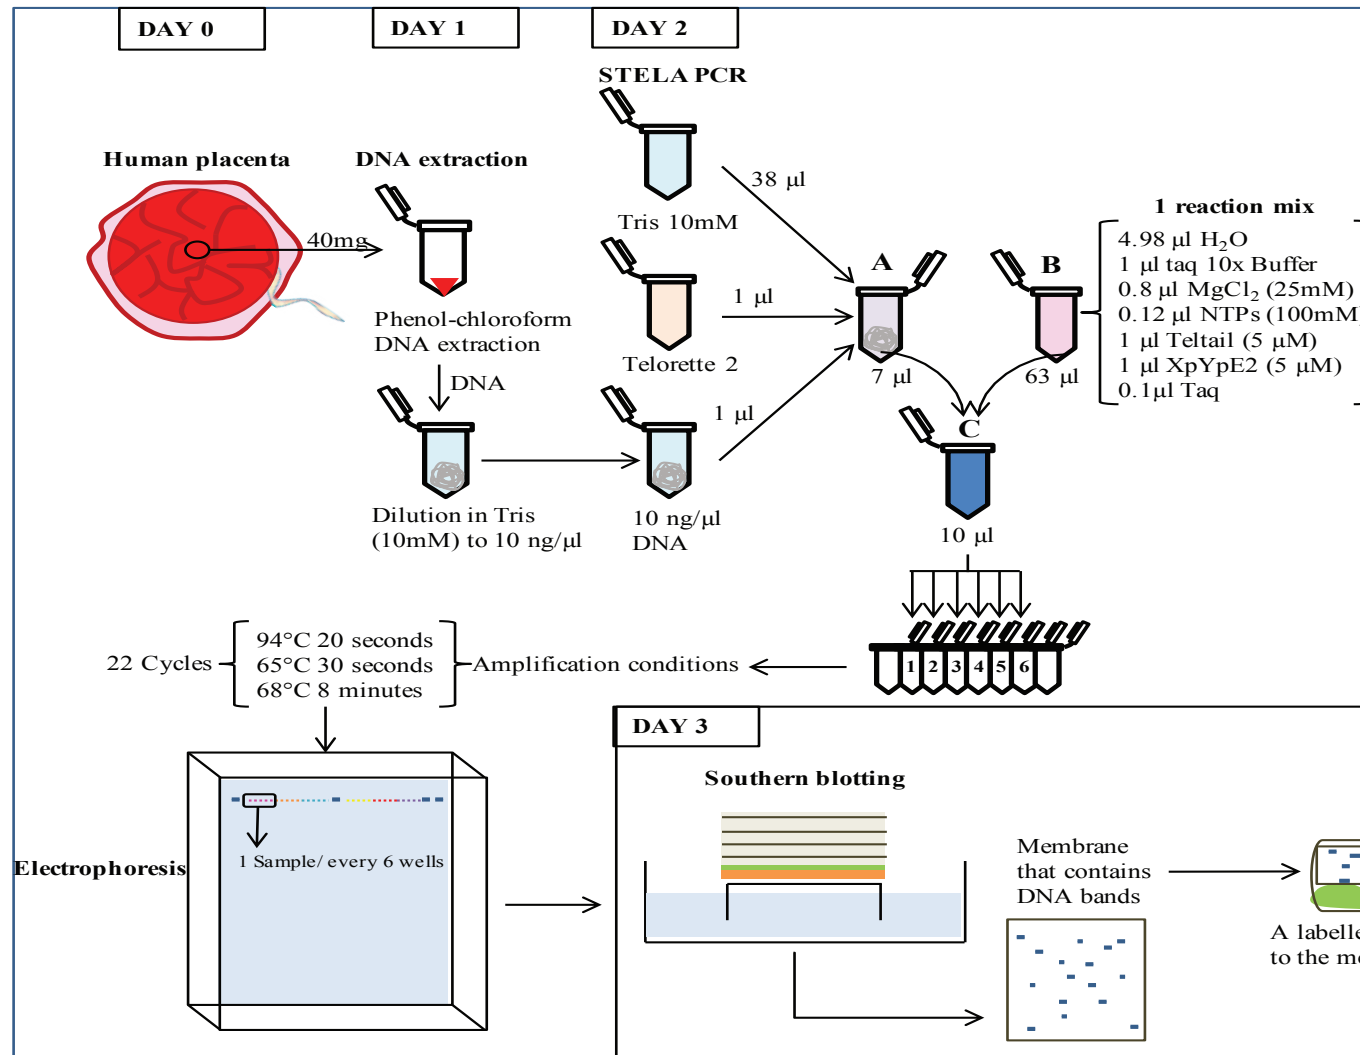 DAY 0
DAY 1
DAY 2
STELA PCR
Human placenta
DNA extraction
40mg
Phenol-chloroform
DNA extraction
DNA
Dilution in Tris
(10mM) to 10 ng/µl
Tris 10mM
38 µl
Telorette 2
1 µl
1 µl
10 ng/µl
DNA
A
B
7 µl
63 µl
1 reaction mix
4.98 µl H₂O
1 µl taq 10x Buffer
0.8 µl MgCl₂ (25mM)
0.12 µl NTPs (100mM)
1 µl Teltail (5 µM)
1 µl XpYpE2 (5 µM)
0.1µl Taq
C
10 µl
1 2 3 4 5 6
Amplification conditions
22 Cycles
94°C 20 seconds
65°C 30 seconds
68°C 8 minutes
Electrophoresis
1 Sample/ every 6 wells
DAY 3
Southern blotting
Membrane
that contains
DNA bands
A labelle
to the me